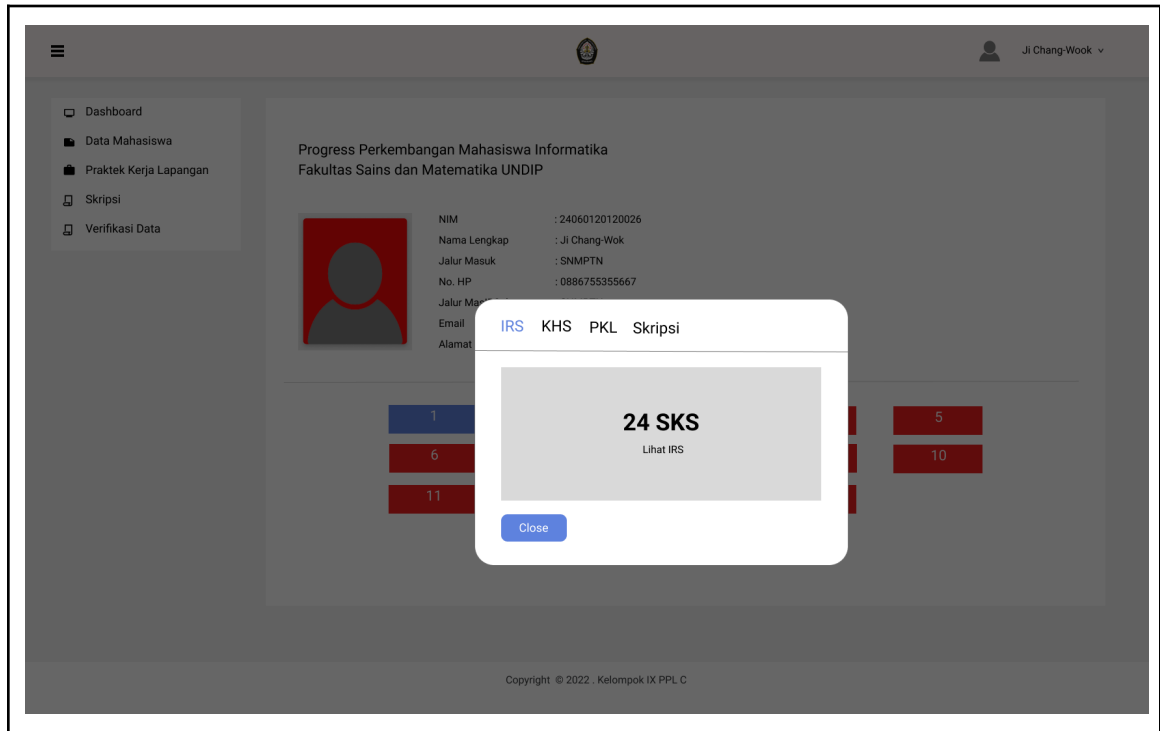 Ji Chang-Wook
Dashboard
Data Mahasiswa
Praktek Kerja Lapangan
Skripsi
Verifikasi Data
Progress Perkembangan Mahasiswa Informatika
Fakultas Sains dan Matematika UNDIP
NIM : 24060120120026
Nama Lengkap : Ji Chang-Wok
Jalur Masuk : SNMPTN
No. HP : 0886755355667
Jalur
Email
Alamat
IRS KHS PKL Skripsi
24 SKS
Lihat IRS
Close
1
5
6
10
11
Copyright © 2022 . Kelompok IX PPL C